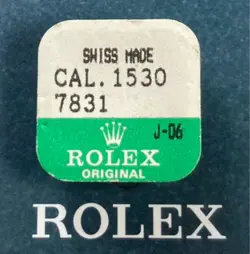 SWISS MADE
CAL. 1530
7831
J-06
ROLEX
ORIGINAL
ROLEX